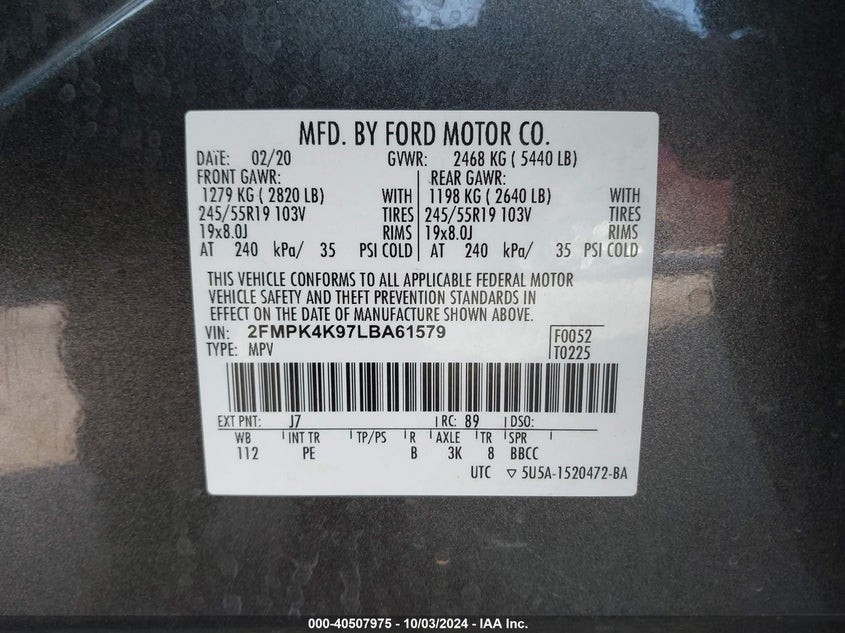 MFD. BY FORD MOTOR CO.
DATE: 02/20 GVWR: 2468 KG ( 5440 LB)
FRONT GAWR: REAR GAWR:
1279 KG ( 2820 LB) WITH 1198 KG ( 2640 LB) WITH
245/55R19 103V TIRES 245/55R19 103V TIRES
19x8.0J RIMS 19x8.0J RIMS
AT 240 kPa/ 35 PSI COLD AT 240 kPa/ 35 PSI COLD
THIS VEHICLE CONFORMS TO ALL APPLICABLE FEDERAL MOTOR
VEHICLE SAFETY AND THEFT PREVENTION STANDARDS IN
EFFECT ON THE DATE OF MANUFACTURE SHOWN ABOVE.
VIN: 2FMPK4K97LBA61579 F0052
TYPE: MPV T0225
EXT PNT: J7 RC: 89 DSO:
WB INT TR TP/PS R AXLE TR SPR
112 PE B 3K 8 BBCC
UTC ▽ 5U5A-1520472-BA
000-40507975 - 10/03/2024 - IAA Inc.